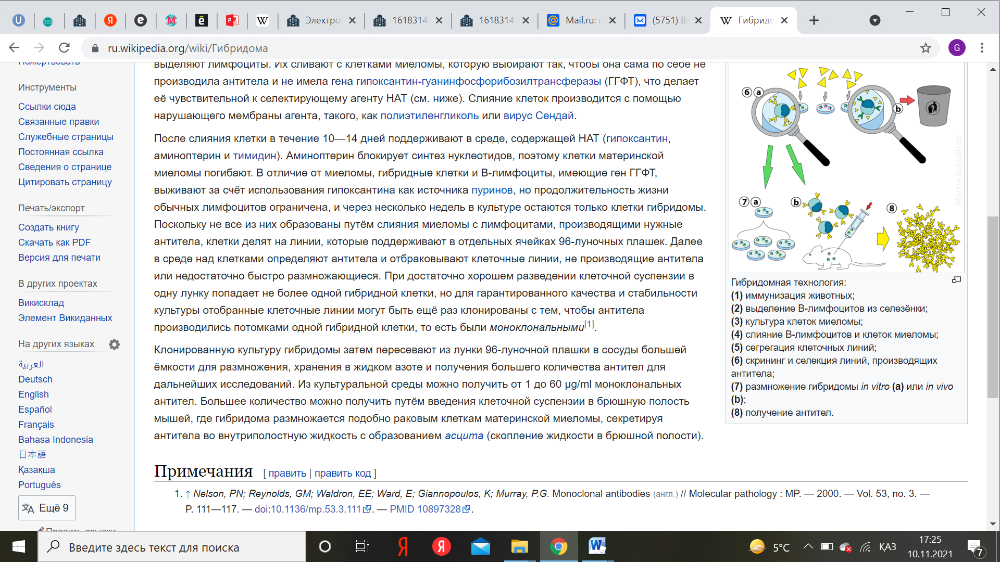 Электро
1618314
1618314
Mail.ru: п
(5751) Вх
Гибридо
ru.wikipedia.org/wiki/Гибридома
G
Пожертвовать
Инструменты
Ссылки сюда
Связанные правки
Служебные страницы
Постоянная ссылка
Сведения о странице
Цитировать страницу
Печать/экспорт
Создать книгу
Скачать как PDF
Версия для печати
В других проектах
Викисклад
Элемент Викиданных
На других языках
العربية
Deutsch
English
Español
Français
Bahasa Indonesia
日本語
Қазақша
Português
Ещё 9
Править ссылки
выделяют лимфоциты. Их сливают с клетками миеломы, которую выбирают так, чтобы она сама по себе не
производила антитела и не имела гена гипоксантин-гуанинфосфорибозилтрансферазы (ГГФТ), что делает
её чувствительной к селектирующему агенту HAT (см. ниже). Слияние клеток производится с помощью
нарушающего мембраны агента, такого, как полиэтиленгликоль или вирус Сендай.
После слияния клетки в течение 10—14 дней поддерживают в среде, содержащей HAT (гипоксантин,
аминоптерин и тимидин). Аминоптерин блокирует синтез нуклеотидов, поэтому клетки материнской
миеломы погибают. В отличие от миеломы, гибридные клетки и B-лимфоциты, имеющие ген ГГФТ,
выживают за счёт использования гипоксантина как источника пуринов, но продолжительность жизни
обычных лимфоцитов ограничена, и через несколько недель в культуре остаются только клетки гибридомы.
Поскольку не все из них образованы путём слияния миеломы с лимфоцитами, производящими нужные
антитела, клетки делят на линии, которые поддерживают в отдельных ячейках 96-луночных плашек. Далее
в среде над клетками определяют антитела и отбраковывают клеточные линии, не производящие антитела
или недостаточно быстро размножающиеся. При достаточно хорошем разведении клеточной суспензии в
одну лунку попадает не более одной гибридной клетки, но для гарантированного качества и стабильности
культуры отобранные клеточные линии могут быть ещё раз клонированы с тем, чтобы антитела
производились потомками одной гибридной клетки, то есть были моноклональными[1].
Клонированную культуру гибридомы затем пересевают из лунки 96-луночной плашки в сосуды большей
ёмкости для размножения, хранения в жидком азоте и получения большего количества антител для
дальнейших исследований. Из культуральной среды можно получить от 1 до 60 µg/ml моноклональных
антител. Большее количество можно получить путём введения клеточной суспензии в брюшную полость
мышей, где гибридома размножается подобно раковым клеткам материнской миеломы, секретируя
антитела во внутриполостную жидкость с образованием асцита (скопление жидкости в брюшной полости).
Примечания [ править | править код ]
1. ↑ Nelson, PN; Reynolds, GM; Waldron, EE; Ward, E; Giannopoulos, K; Murray, P.G. Monoclonal antibodies (англ.) // Molecular pathology : MP. — 2000. — Vol. 53, no. 3. —
P. 111—117. — doi:10.1136/mp.53.3.111. — PMID 10897328.
6 a
b
7 a
b
8
Martin Brändli 06
Гибридомная технология:
(1) иммунизация животных;
(2) выделение B-лимфоцитов из селезёнки;
(3) культура клеток миеломы;
(4) слияние B-лимфоцитов и клеток миеломы;
(5) сегрегация клеточных линий;
(6) скрининг и селекция линий, производящих
антитела;
(7) размножение гибридомы in vitro (a) или in vivo
(b);
(8) получение антител.
Введите здесь текст для поиска
5°C
ҚАЗ
17:25
10.11.2021
7